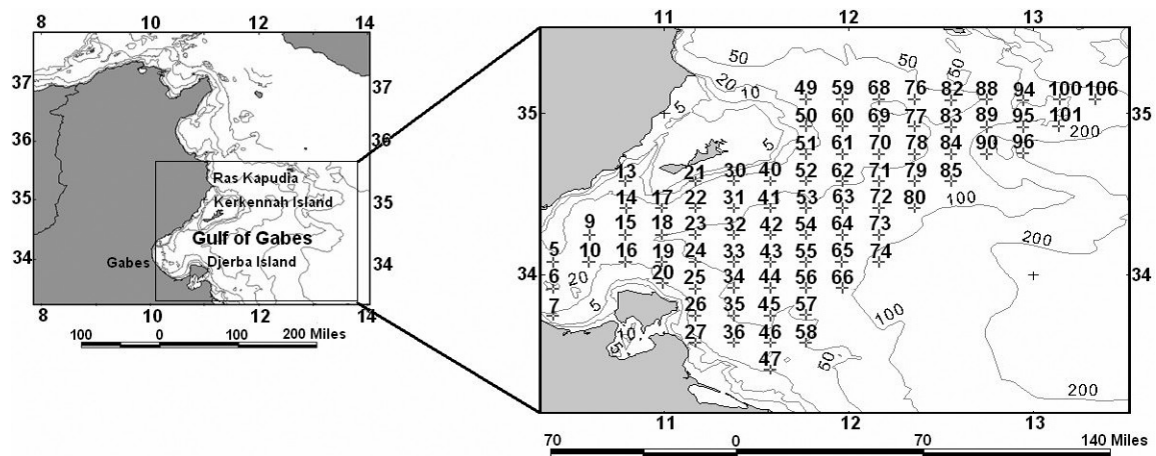 8 10 12 14
37
36
35
34
37
36
35
34
Ras Kapudia
Kerkennah Island
Gulf of Gabes
Gabes
Djerba Island
8 10 12 14
100 0 100 200 Miles
11 12 13
50 50 50
20
10
5
49 59 68 76 82 88 94 100 106
35
50 60 69 77 83 89 95 101
35
200
51 61 70 78 84 90 96
5
13 21 30 40 52 62 71 79 85
14 17 22 31 41 53 63 72 80
100
9 15 18 23 32 42 54 64 73
200
5 10 16 19 24 33 43 55 65 74
34
6 20 25 34 44 56 66
34
20
7 5 26 35 45 57
100
10 27 36 46 58
5
47
50
200
11 12 13
70 0 70 140 Miles